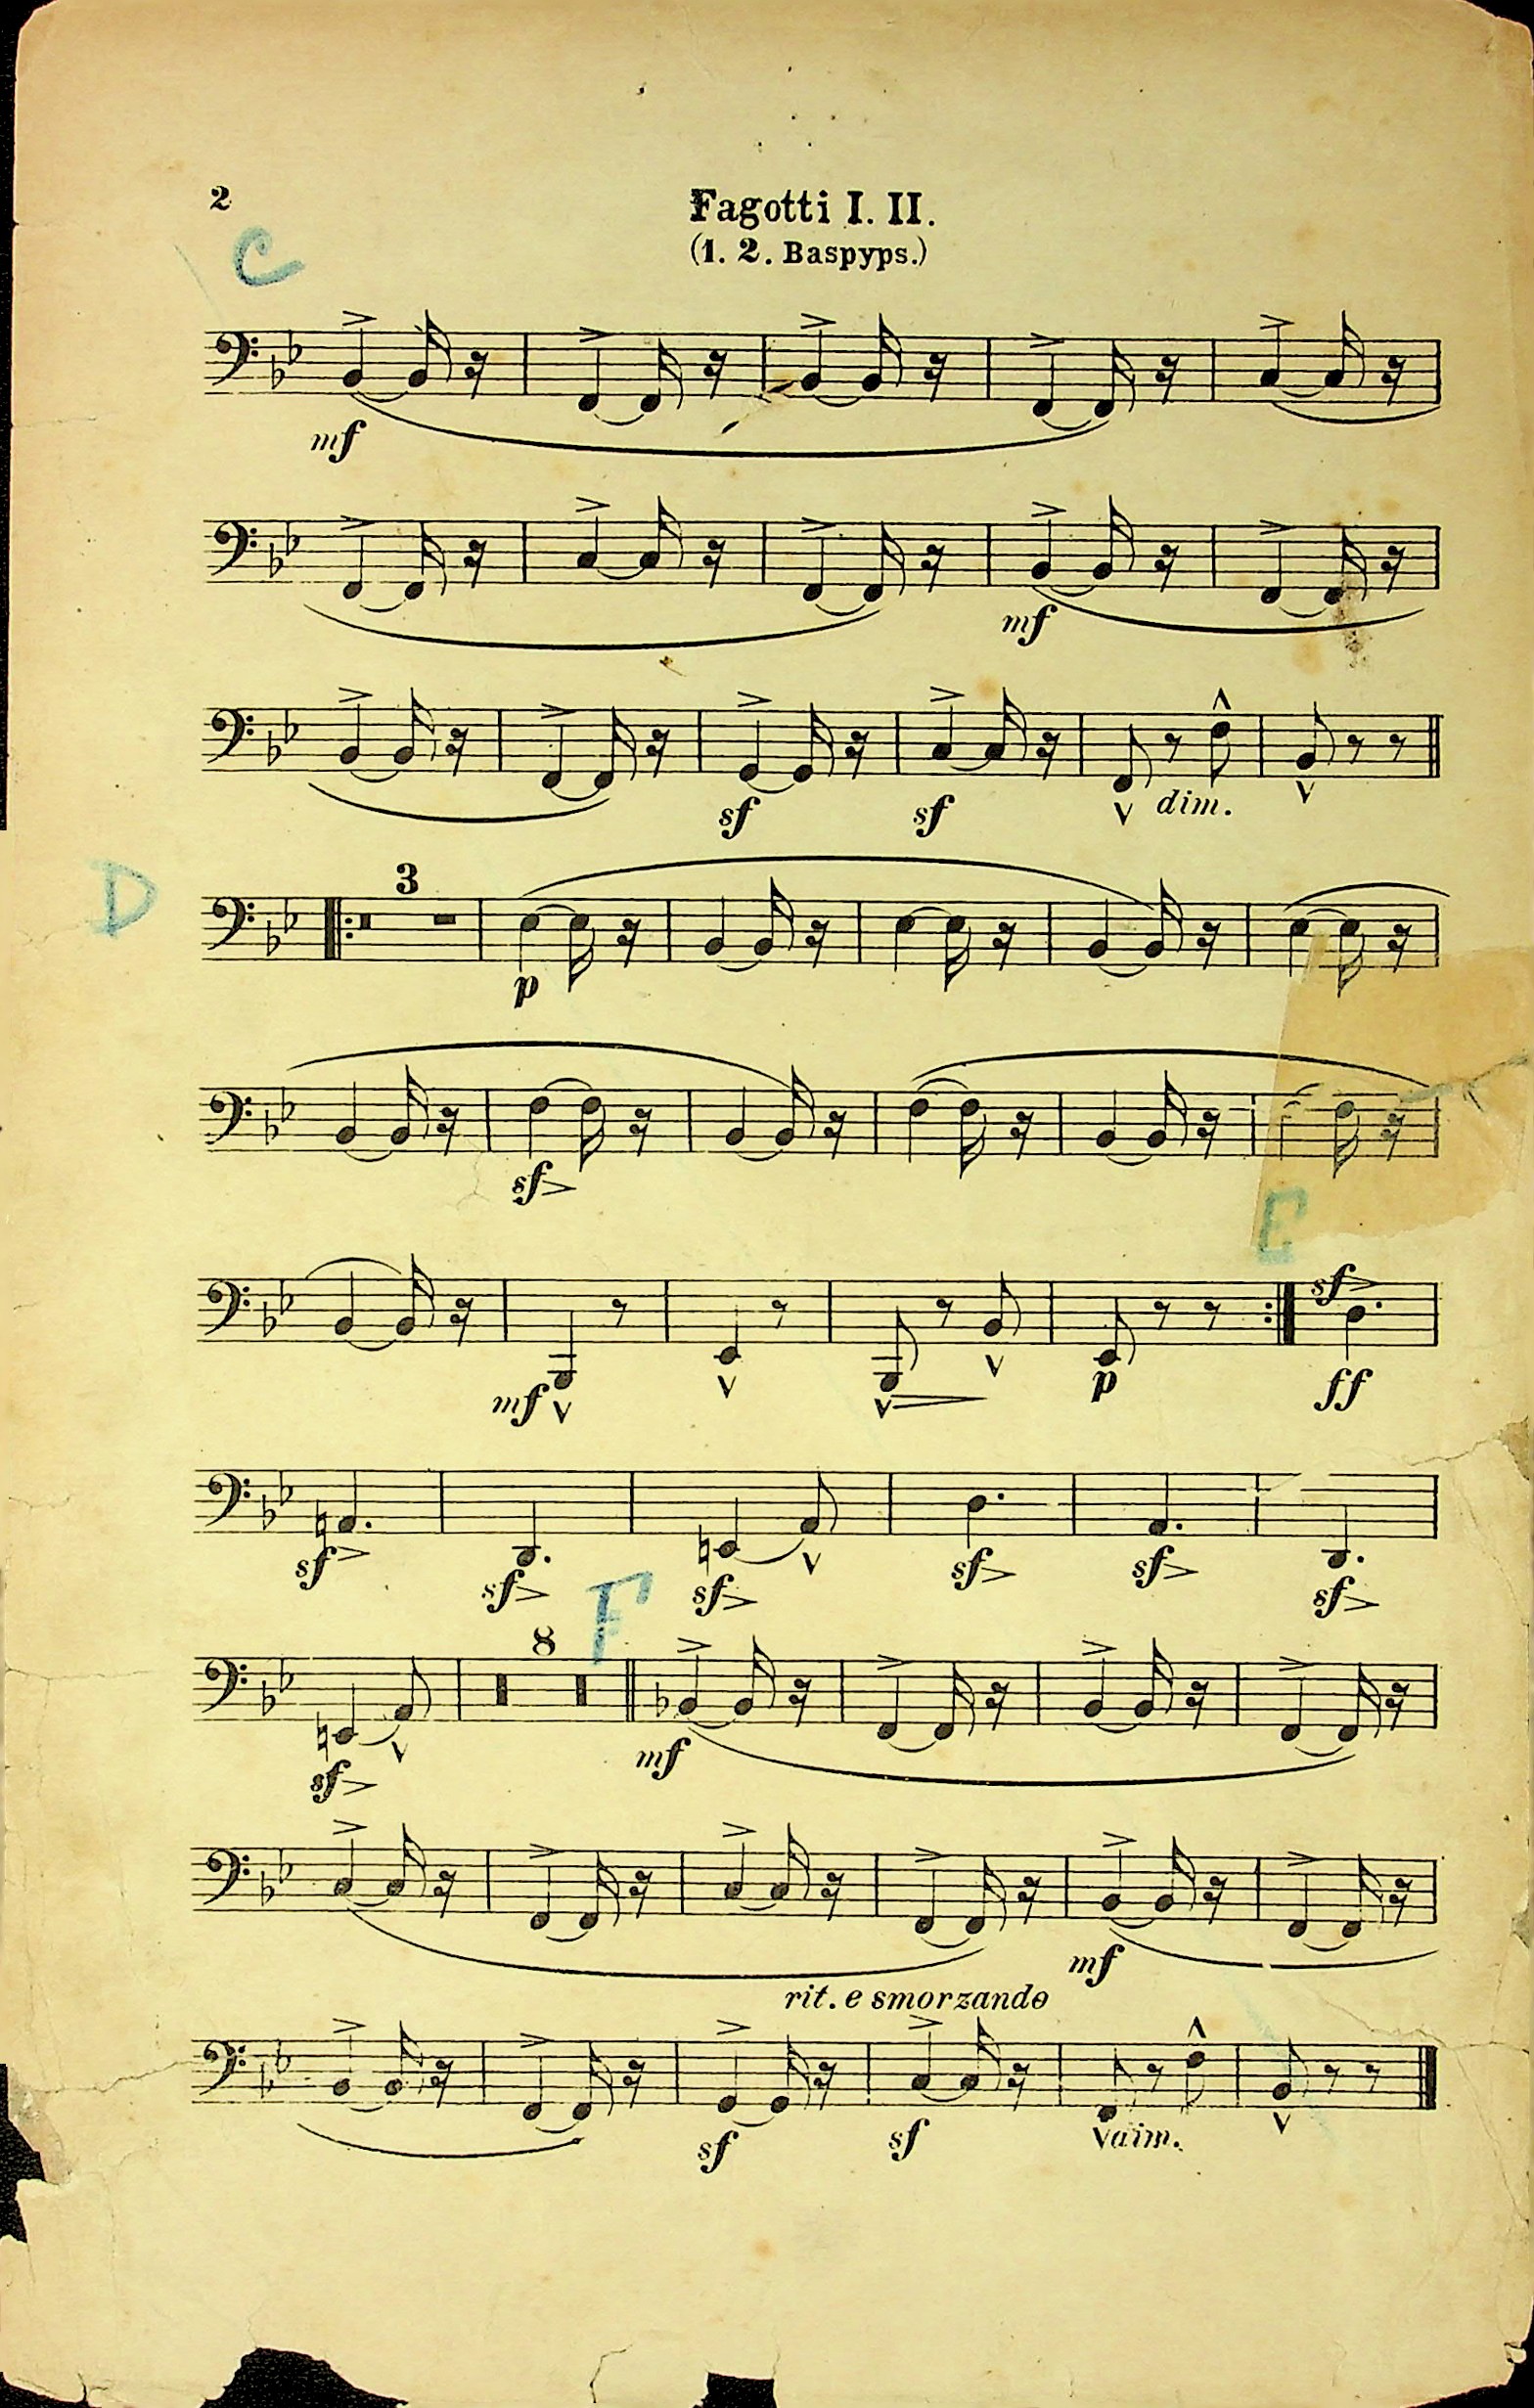 2
Fagotti I. II.
(1. 2. Baspyps.)
C
mf
mf
sf sf dim.
D
3
p
sf
E
sf
mf p ff
sf sf sf sf sf sf
F
8
sf mf
mf
rit. e smorzando
sf sf dim.